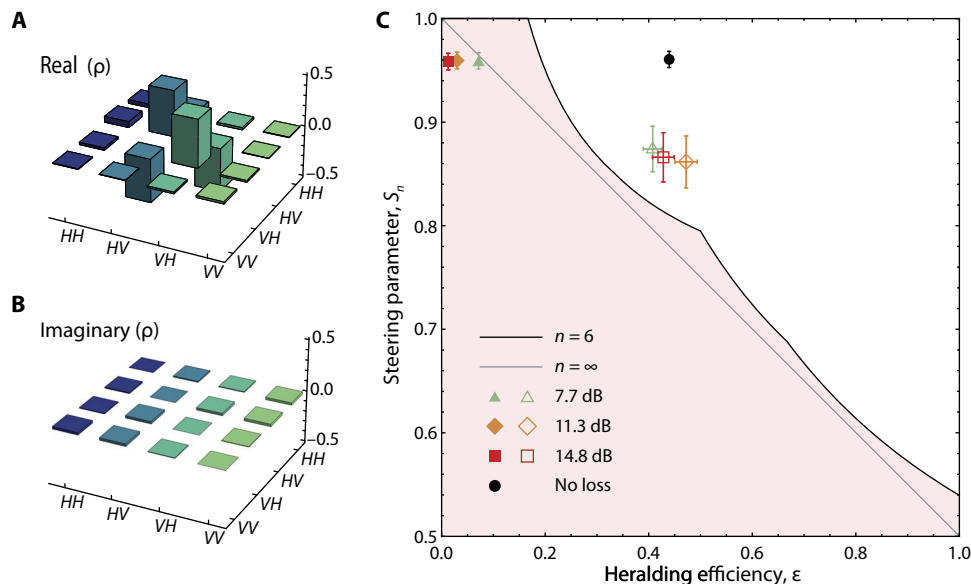 A
Real (ρ)
0.5
0.0
−0.5
HH
HV
VH
VV
HH
VH
HV
VV
B
Imaginary (ρ)
0.5
0.0
−0.5
HH
HV
VH
VV
HH
HV
VH
VV
C
Steering parameter, Sn
1.0
0.9
0.8
0.7
0.6
0.5
n = 6
n = ∞
7.7 dB
11.3 dB
14.8 dB
No loss
0.0 0.2 0.4 0.6 0.8 1.0
Heralding efficiency, ε